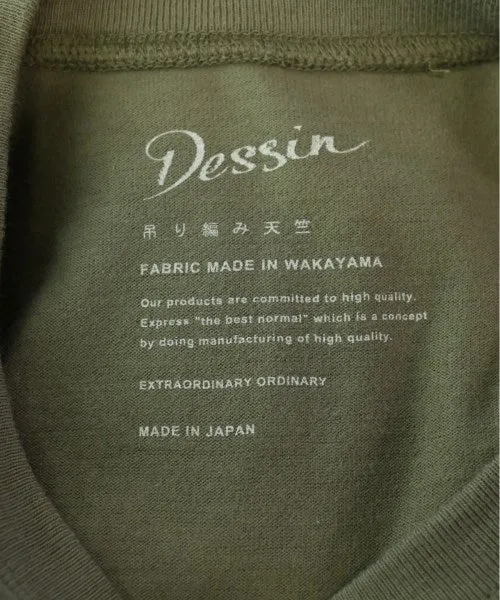 Dessin
吊り編み天竺
FABRIC MADE IN WAKAYAMA
Our products are committed to high quality.
Express "the best normal" which is a concept
by doing manufacturing of high quality.
EXTRAORDINARY ORDINARY
MADE IN JAPAN